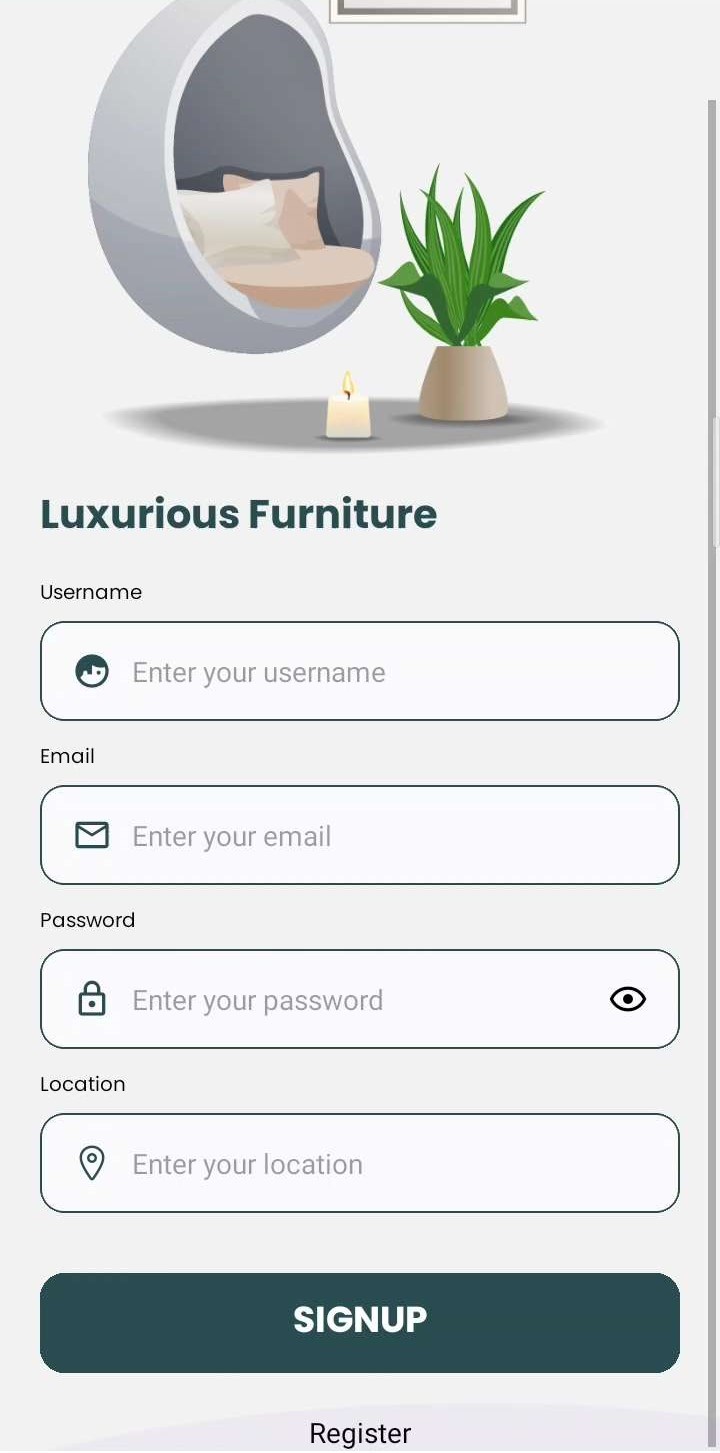 Luxurious Furniture
Username
Enter your username
Email
Enter your email
Password
Enter your password
Location
Enter your location
SIGNUP
Register